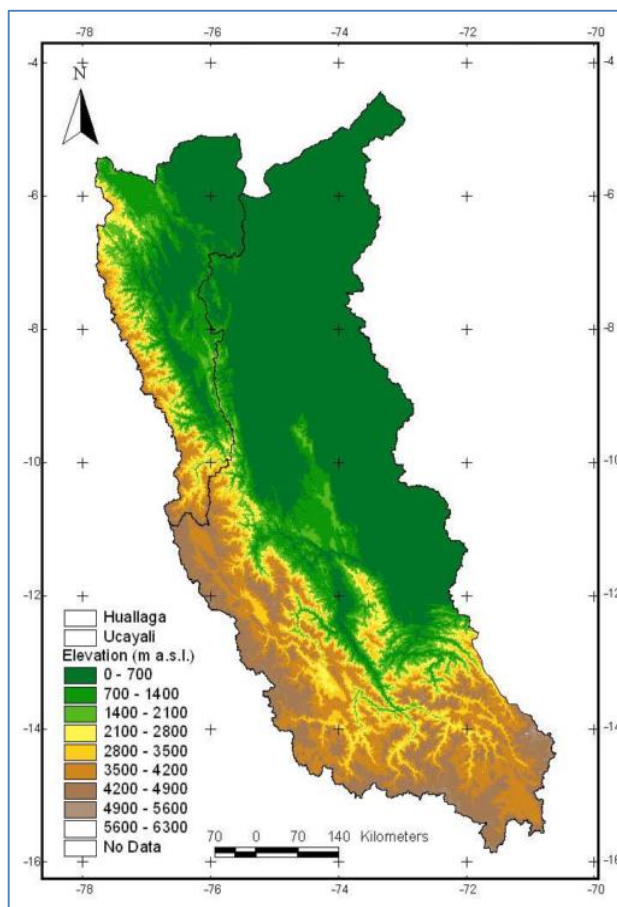 -78 -76 -74 -72 -70
N
-4 -4
-6 -6
-8 -8
-10 -10
-12 -12
-14 -14
-16 -16
Huallaga
Ucayali
Elevation (m a.s.l.)
0 - 700
700 - 1400
1400 - 2100
2100 - 2800
2800 - 3500
3500 - 4200
4200 - 4900
4900 - 5600
5600 - 6300
No Data
70 0 70 140 Kilometers
-78 -76 -74 -72 -70